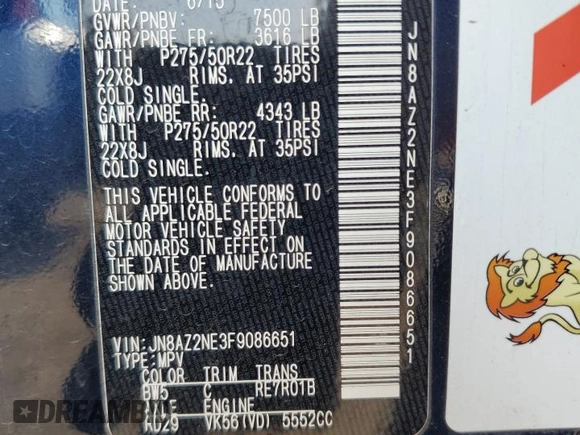 DATE: 6/15
GVWR/PNBV: 7500 LB
GAWR/PNBE FR: 3616 LB
WITH P275/50R22 TIRES
22X8J RIMS. AT 35PSI
COLD SINGLE.
GAWR/PNBE RR: 4343 LB
WITH P275/50R22 TIRES
22X8J RIMS. AT 35PSI
COLD SINGLE.
THIS VEHICLE CONFORMS TO
ALL APPLICABLE FEDERAL
MOTOR VEHICLE SAFETY
STANDARDS IN EFFECT ON
THE DATE OF MANUFACTURE
SHOWN ABOVE.
VIN:JN8AZ2NE3F9086651
TYPE:MPV
COLOR TRIM TRANS
BW5 C RE7R01B
ENGINE
VK56(VD) 5552CC
JN8AZ2NE3F9086651